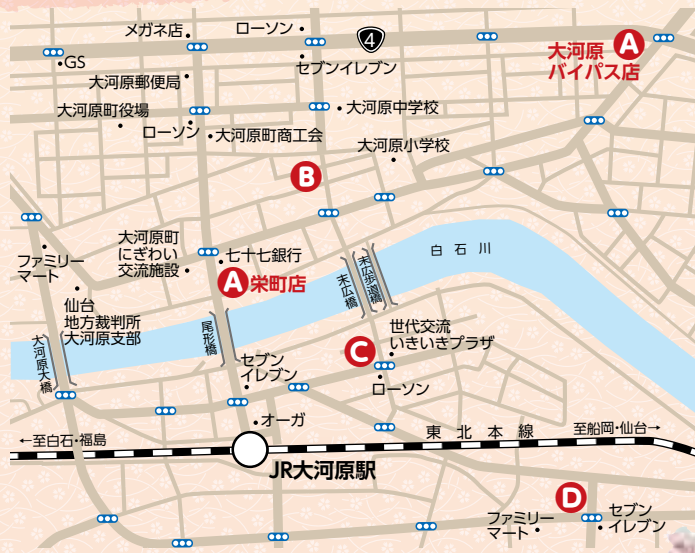 メガネ店
ローソン
4
GS
セブンイレブン
大河原
バイパス店
A
大河原郵便局
大河原町役場
大河原中学校
ローソン
大河原町商工会
大河原小学校
B
大河原町
にぎわい
交流施設
七十七銀行
A
栄町店
ファミリー
マート
仙台
地方裁判所
大河原支部
白石川
末広橋
末広歩道橋
大河原大橋
尾形橋
世代交流
いきいきプラザ
C
セブン
イレブン
ローソン
オーガ
←至白石・福島
東北本線
至船岡・仙台→
JR大河原駅
D
ファミリー
マート
セブン
イレブン